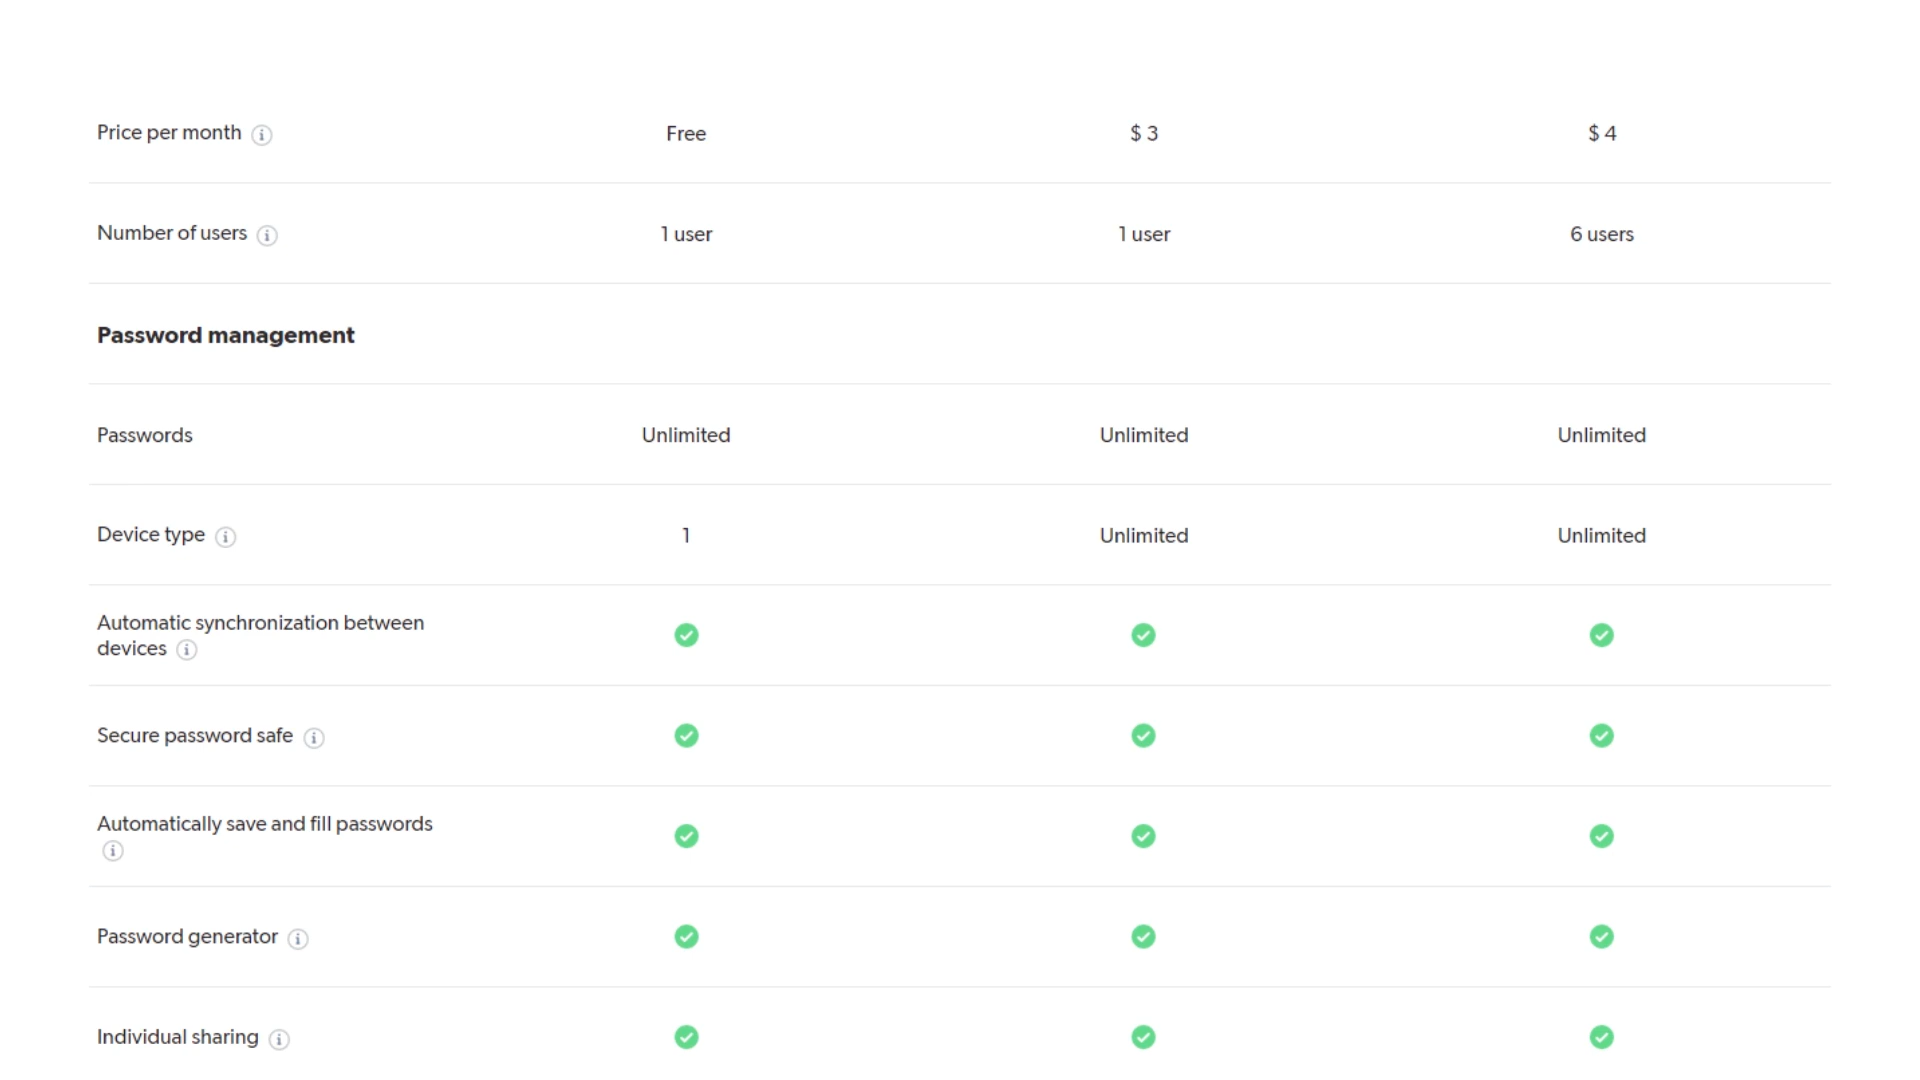 Price per month Free $ 3 $ 4
Number of users 1 user 1 user 6 users
Password management
Passwords Unlimited Unlimited Unlimited
Device type 1 Unlimited Unlimited
Automatic synchronization between
devices
Secure password safe
Automatically save and fill passwords
Password generator
Individual sharing